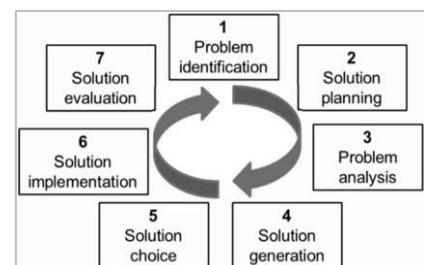 1
Problem
identification
2
Solution
planning
3
Problem
analysis
4
Solution
generation
5
Solution
choice
6
Solution
implementation
7
Solution
evaluation